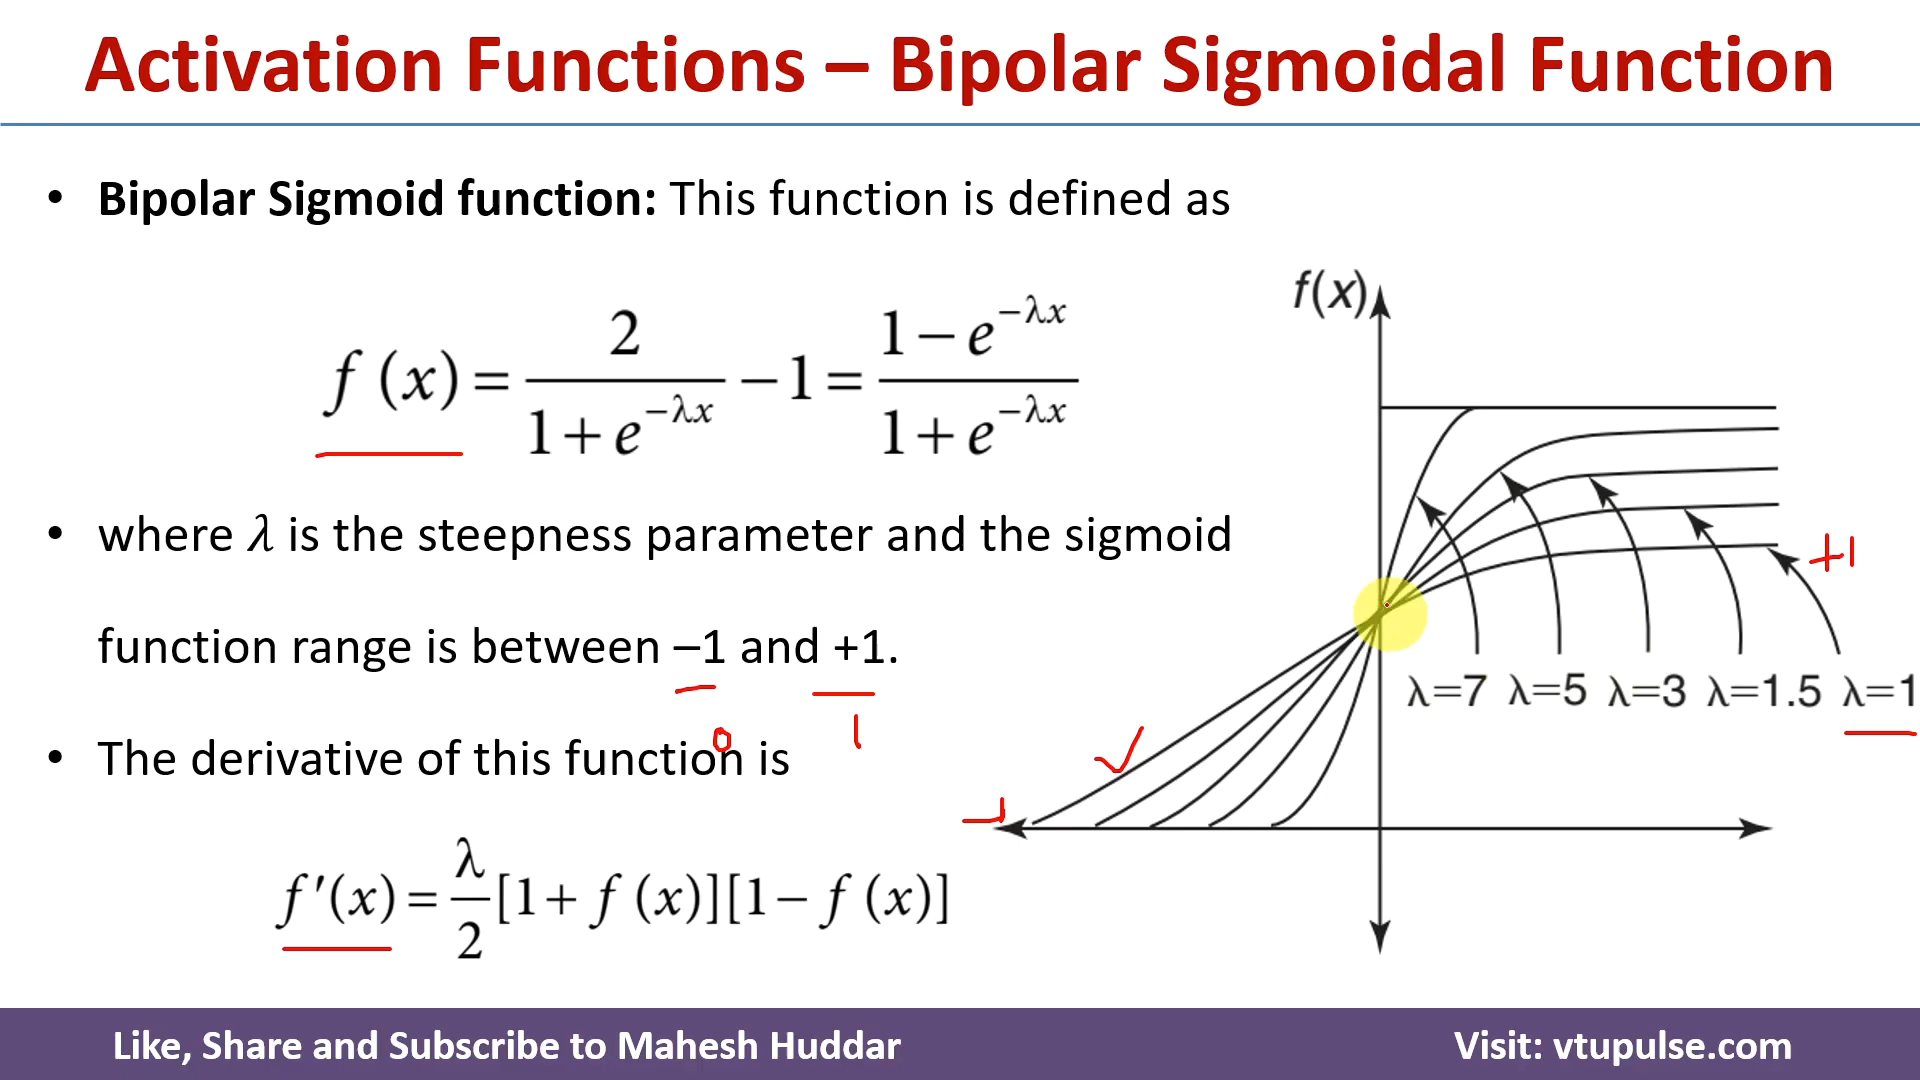 Activation Functions – Bipolar Sigmoidal Function
• Bipolar Sigmoid function: This function is defined as
f (x) = 2 / (1 + e^{-λx}) − 1 = (1 − e^{-λx}) / (1 + e^{-λx})
• where λ is the steepness parameter and the sigmoid
function range is between –1 and +1.
0 1
• The derivative of this function is
f ′(x) = λ/2 [1 + f (x)][1 − f (x)]
f(x)
+1
λ=7 λ=5 λ=3 λ=1.5 λ=1
-1
Like, Share and Subscribe to Mahesh Huddar
Visit: vtupulse.com